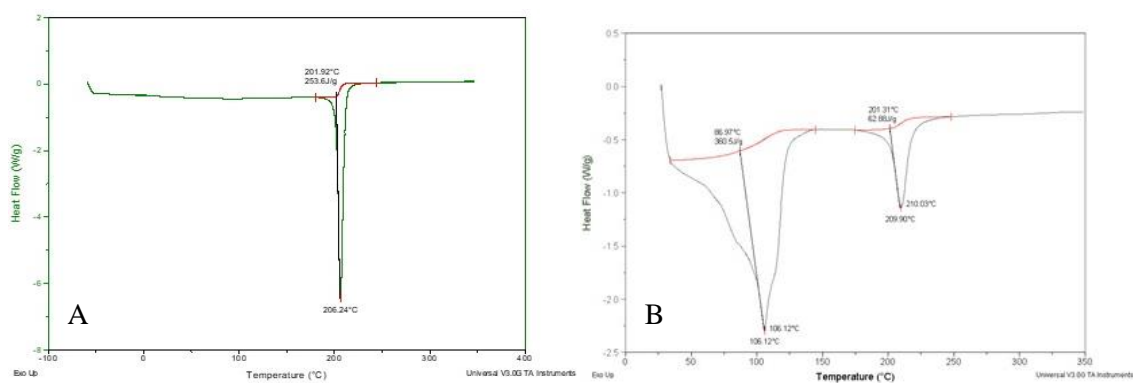 2
0
-2
-4
-6
-8
Heat Flow (W/g)
201.92°C
253.6J/g
206.24°C
A
-100
0
100
200
300
400
Exo Up
Temperature (°C)
Universal V3.0G TA Instruments
0.5
0.0
-0.5
-1.0
-1.5
-2.0
-2.5
Heat Flow (W/g)
86.97°C
360.5J/g
201.31°C
62.88J/g
210.03°C
209.90°C
106.12°C
106.12°C
B
0
50
100
150
200
250
300
350
Exo Up
Temperature (°C)
Universal V3.0G TA Instruments